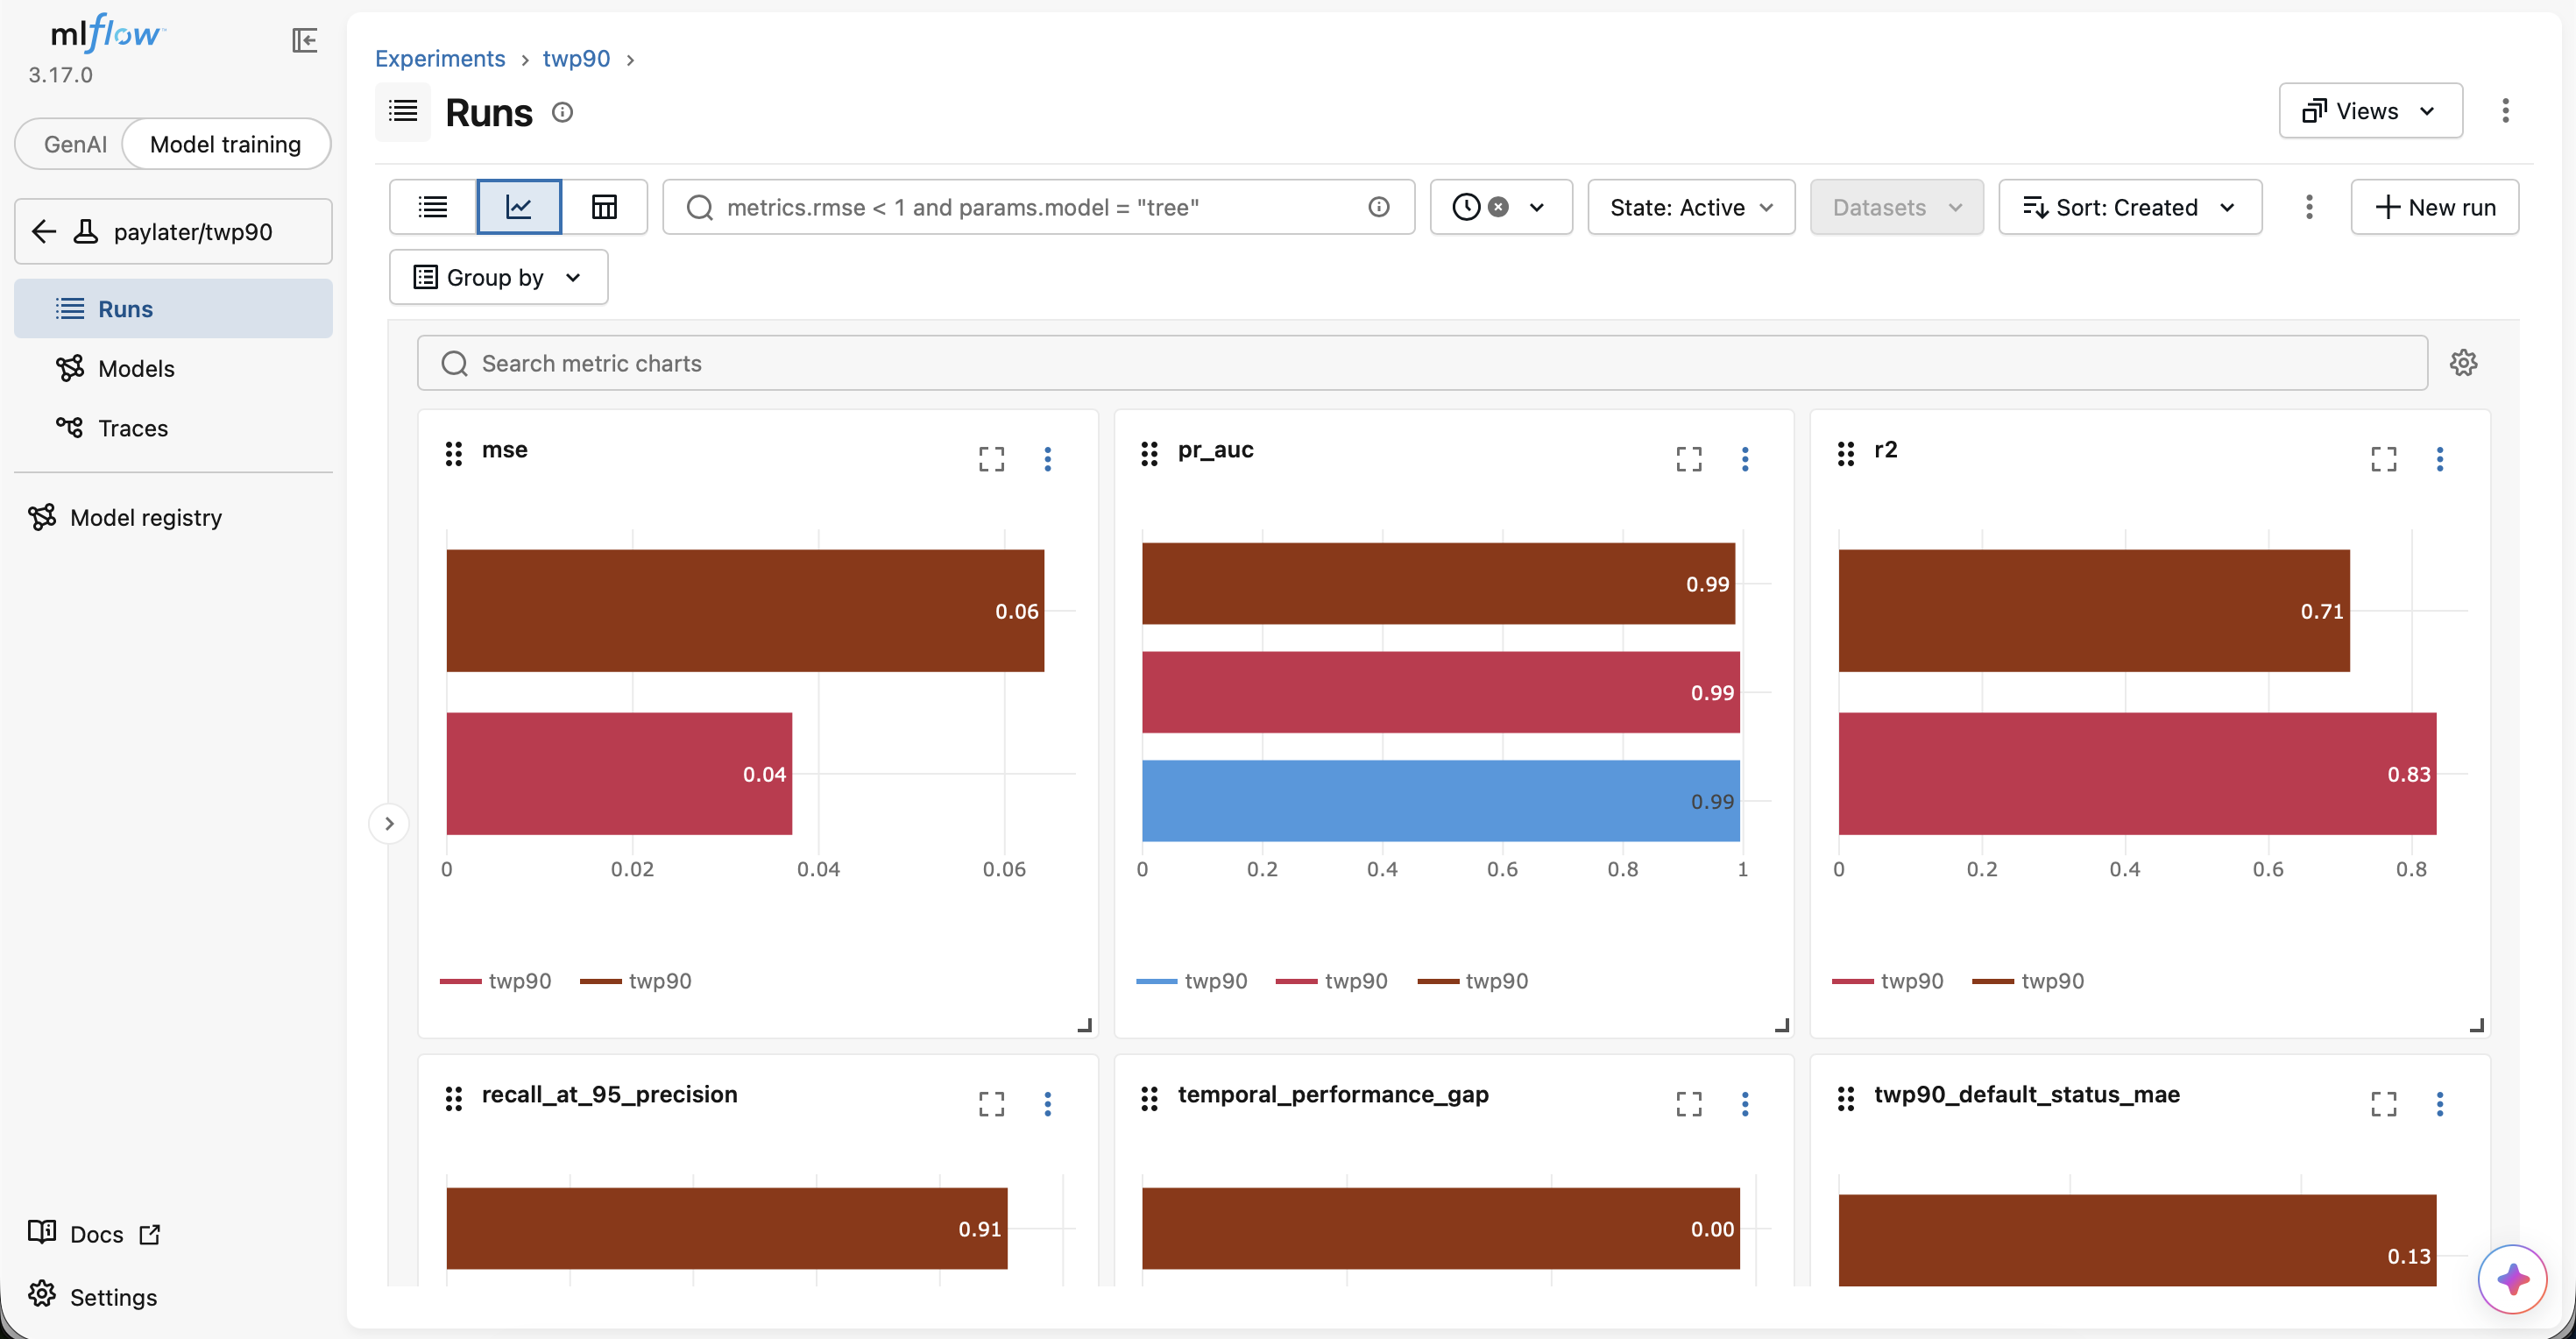 mlflow
3.17.0
GenAI
Model training
paylater/twp90
Runs
Models
Traces
Model registry
Docs
Settings
Experiments > twp90 >
Runs
Views
metrics.rmse < 1 and params.model = "tree"
State: Active
Datasets
Sort: Created
New run
Group by
Search metric charts
mse
0.06
0.04
0 0.02 0.04 0.06
twp90 twp90
pr_auc
0.99
0.99
0.99
0 0.2 0.4 0.6 0.8 1
twp90 twp90 twp90
r2
0.71
0.83
0 0.2 0.4 0.6 0.8
twp90 twp90
recall_at_95_precision
0.91
temporal_performance_gap
0.00
twp90_default_status_mae
0.13